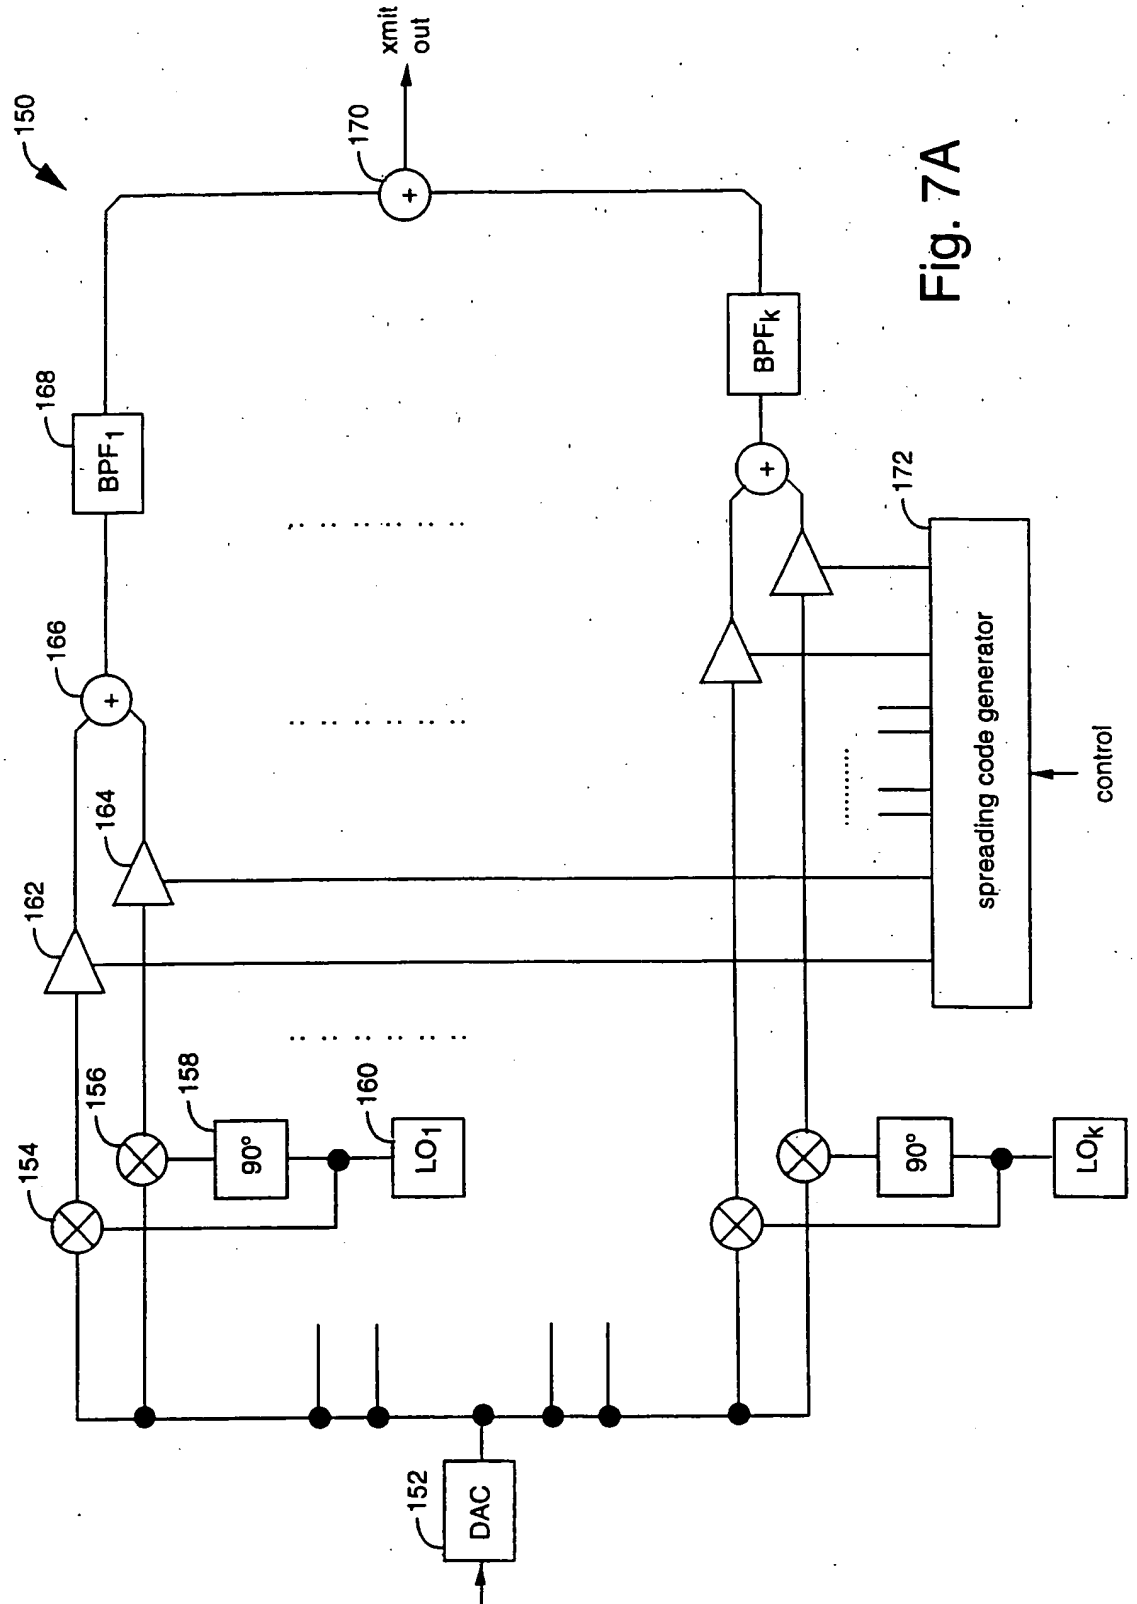 150
xmit
out
170
168
BPF1
166
162
164
154
156
158
90°
160
LO1
152
DAC
BPFk
172
spreading code generator
control
90°
LOk
Fig. 7A